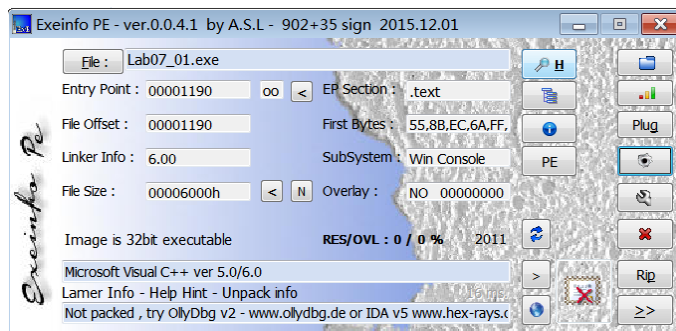 Exeinfo PE - ver.0.0.4.1 by A.S.L - 902+35 sign 2015.12.01
File : Lab07_01.exe H
Entry Point : 00001190 oo < EP Section : .text
File Offset : 00001190 First Bytes : 55,8B,EC,6A,FF, Plug
Linker Info : 6.00 SubSystem : Win Console PE
File Size : 00006000h < N Overlay : NO 00000000
Image is 32bit executable RES/OVL : 0 / 0 % 2011
Microsoft Visual C++ ver 5.0/6.0 > Rip
Lamer Info - Help Hint - Unpack info
Not packed , try OllyDbg v2 - www.ollydbg.de or IDA v5 www.hex-rays.c >>
Exeinfo Pe